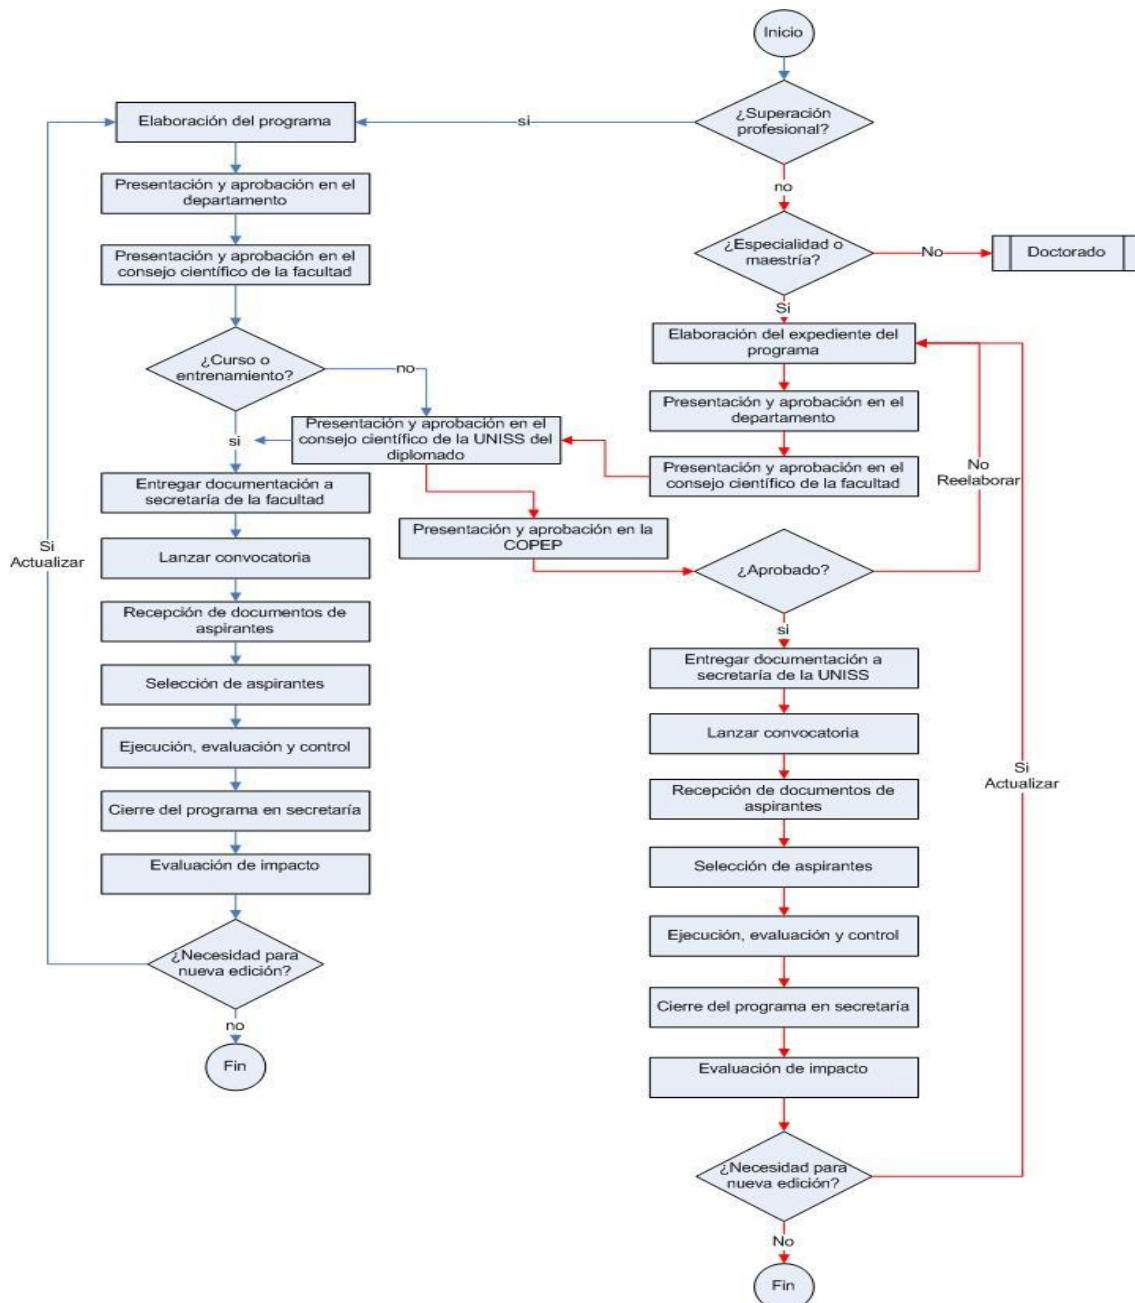 Inicio
¿Superación
profesional?
si
no
Elaboración del programa
Presentación y aprobación en el
departamento
Presentación y aprobación en el
consejo científico de la facultad
¿Curso o
entrenamiento?
no
si
Presentación y aprobación en el
consejo científico de la UNISS del
diplomado
Entregar documentación a
secretaría de la facultad
Lanzar convocatoria
Recepción de documentos de
aspirantes
Selección de aspirantes
Ejecución, evaluación y control
Cierre del programa en secretaría
Evaluación de impacto
¿Necesidad para
nueva edición?
Si
Actualizar
no
Fin
¿Especialidad o
maestría?
No
Doctorado
Si
Elaboración del expediente del
programa
Presentación y aprobación en el
departamento
Presentación y aprobación en el
consejo científico de la facultad
Presentación y aprobación en la
COPEP
¿Aprobado?
No
Reelaborar
si
Entregar documentación a
secretaría de la UNISS
Lanzar convocatoria
Recepción de documentos de
aspirantes
Selección de aspirantes
Ejecución, evaluación y control
Cierre del programa en secretaría
Evaluación de impacto
¿Necesidad para
nueva edición?
Si
Actualizar
No
Fin